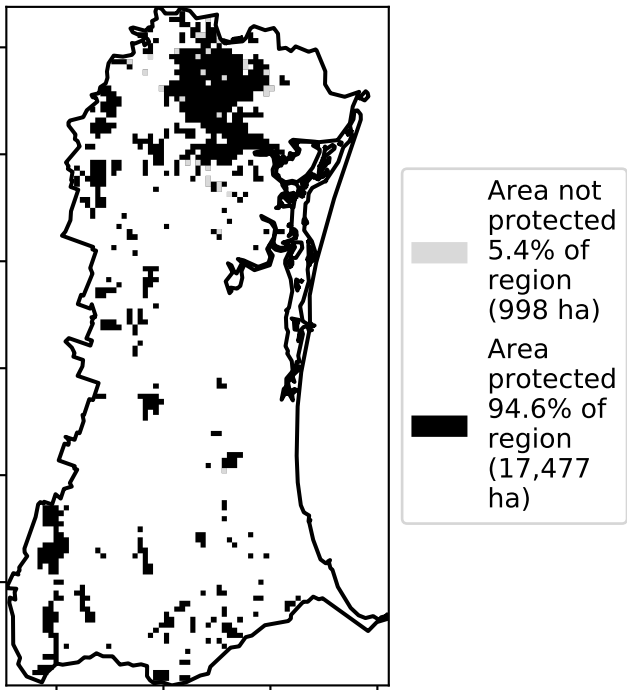 Area not
protected
5.4% of
region
(998 ha)
Area
protected
94.6% of
region
(17,477
ha)